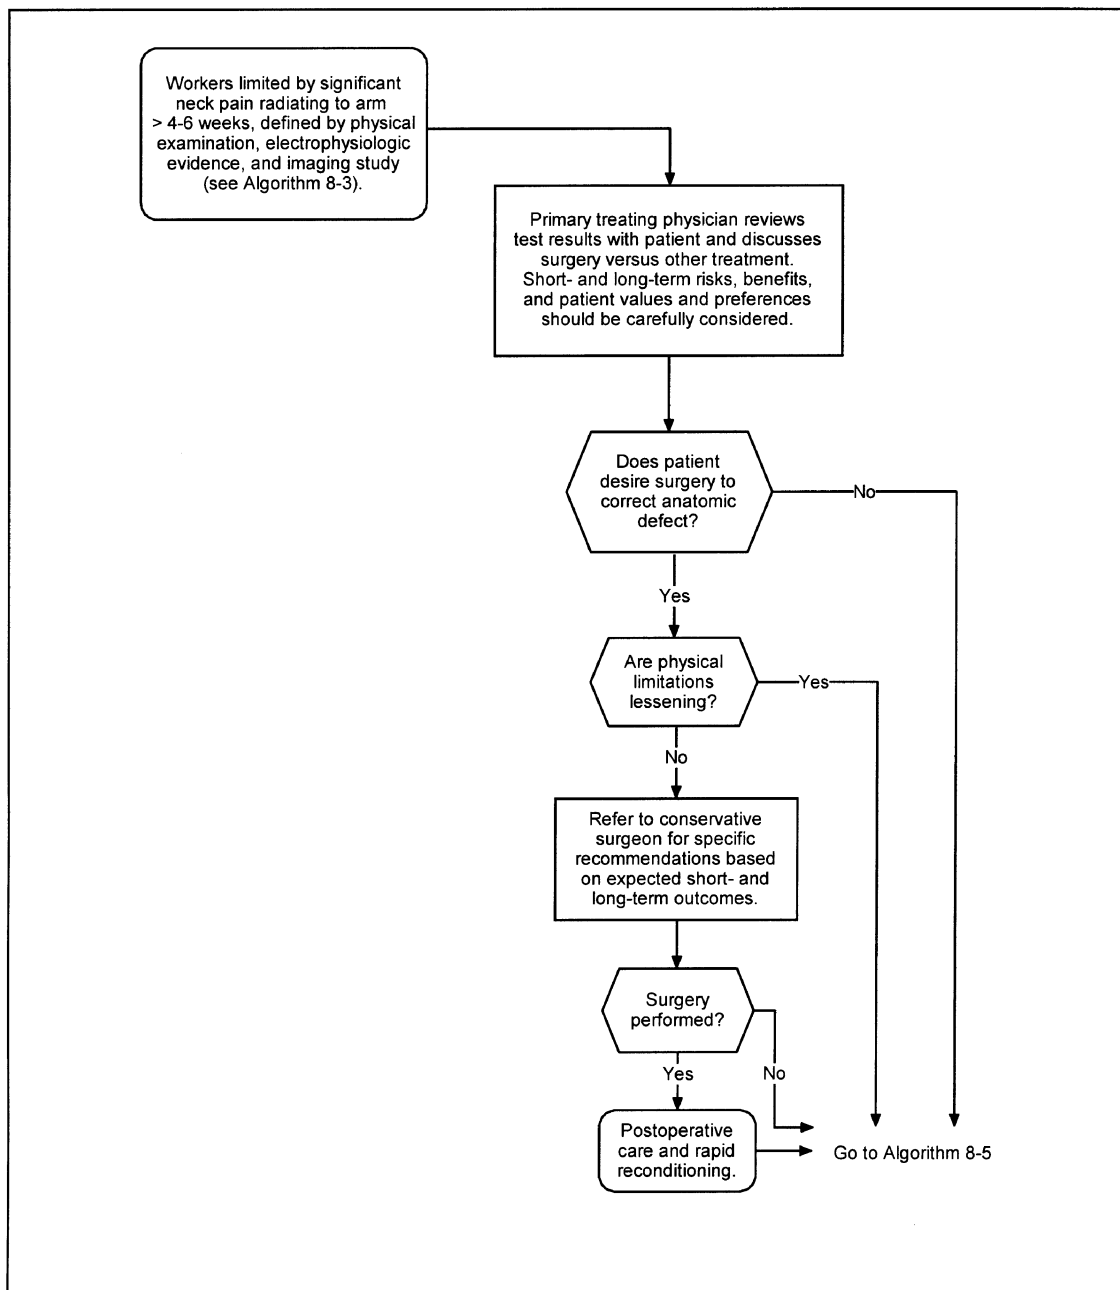 Workers limited by significant
neck pain radiating to arm
> 4-6 weeks, defined by physical
examination, electrophysiologic
evidence, and imaging study
(see Algorithm 8-3).
Primary treating physician reviews
test results with patient and discusses
surgery versus other treatment.
Short- and long-term risks, benefits,
and patient values and preferences
should be carefully considered.
Does patient
desire surgery to
correct anatomic
defect?
No
Yes
Are physical
limitations
lessening?
Yes
No
Refer to conservative
surgeon for specific
recommendations based
on expected short- and
long-term outcomes.
Surgery
performed?
Yes
No
Postoperative
care and rapid
reconditioning.
Go to Algorithm 8-5